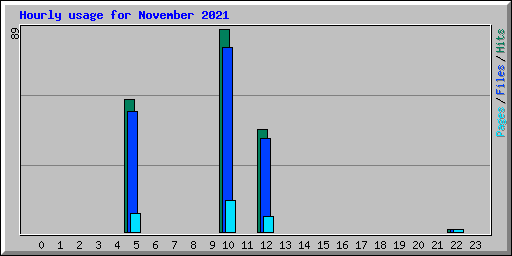 Hourly usage for November 2021
89
Pages/Files/Hits
0 1 2 3 4 5 6 7 8 9 10 11 12 13 14 15 16 17 18 19 20 21 22 23